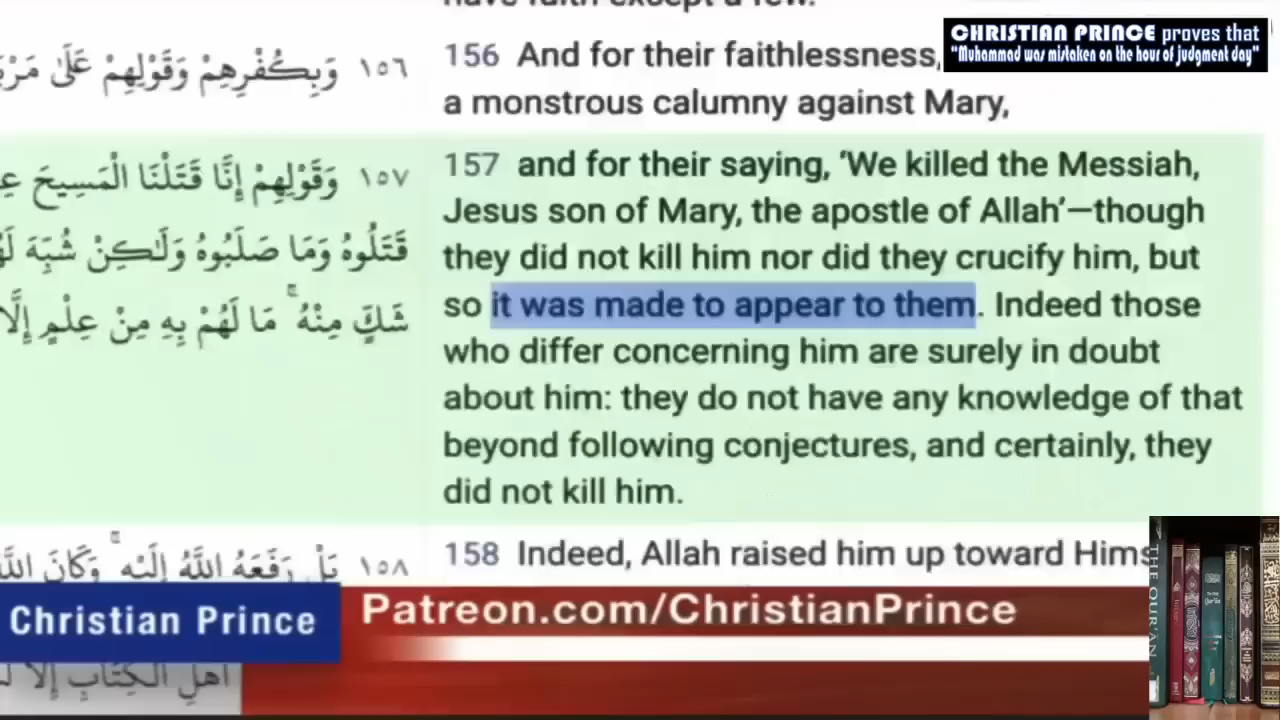 have faith except a few.
CHRISTIAN PRINCE proves that
"Muhammad was mistaken on the hour of judgment day"
156 And for their faithlessness,
a monstrous calumny against Mary,
١٥٦ وَبِكُفْرِهِمْ وَقَوْلِهِمْ عَلَىٰ
157 and for their saying, ‘We killed the Messiah,
Jesus son of Mary, the apostle of Allah’—though
they did not kill him nor did they crucify him, but
so it was made to appear to them. Indeed those
who differ concerning him are surely in doubt
about him: they do not have any knowledge of that
beyond following conjectures, and certainly, they
did not kill him.
١٥٧ وَقَوْلِهِمْ إِنَّا قَتَلْنَا الْمَسِيحَ
قَتَلُوهُ وَمَا صَلَبُوهُ وَلَٰكِنْ شُبِّهَ
شَكٍّ مِنْهُ ۚ مَا لَهُمْ بِهِ مِنْ عِلْمٍ إِلَّا
158 Indeed, Allah raised him up toward Hims
١٥٨ بَلْ رَفَعَهُ اللَّهُ إِلَيْهِ ۚ وَكَانَ اللَّهُ
Christian Prince
Patreon.com/ChristianPrince
أَهْلِ الْكِتَابِ إِلَّا
THE QUR'AN